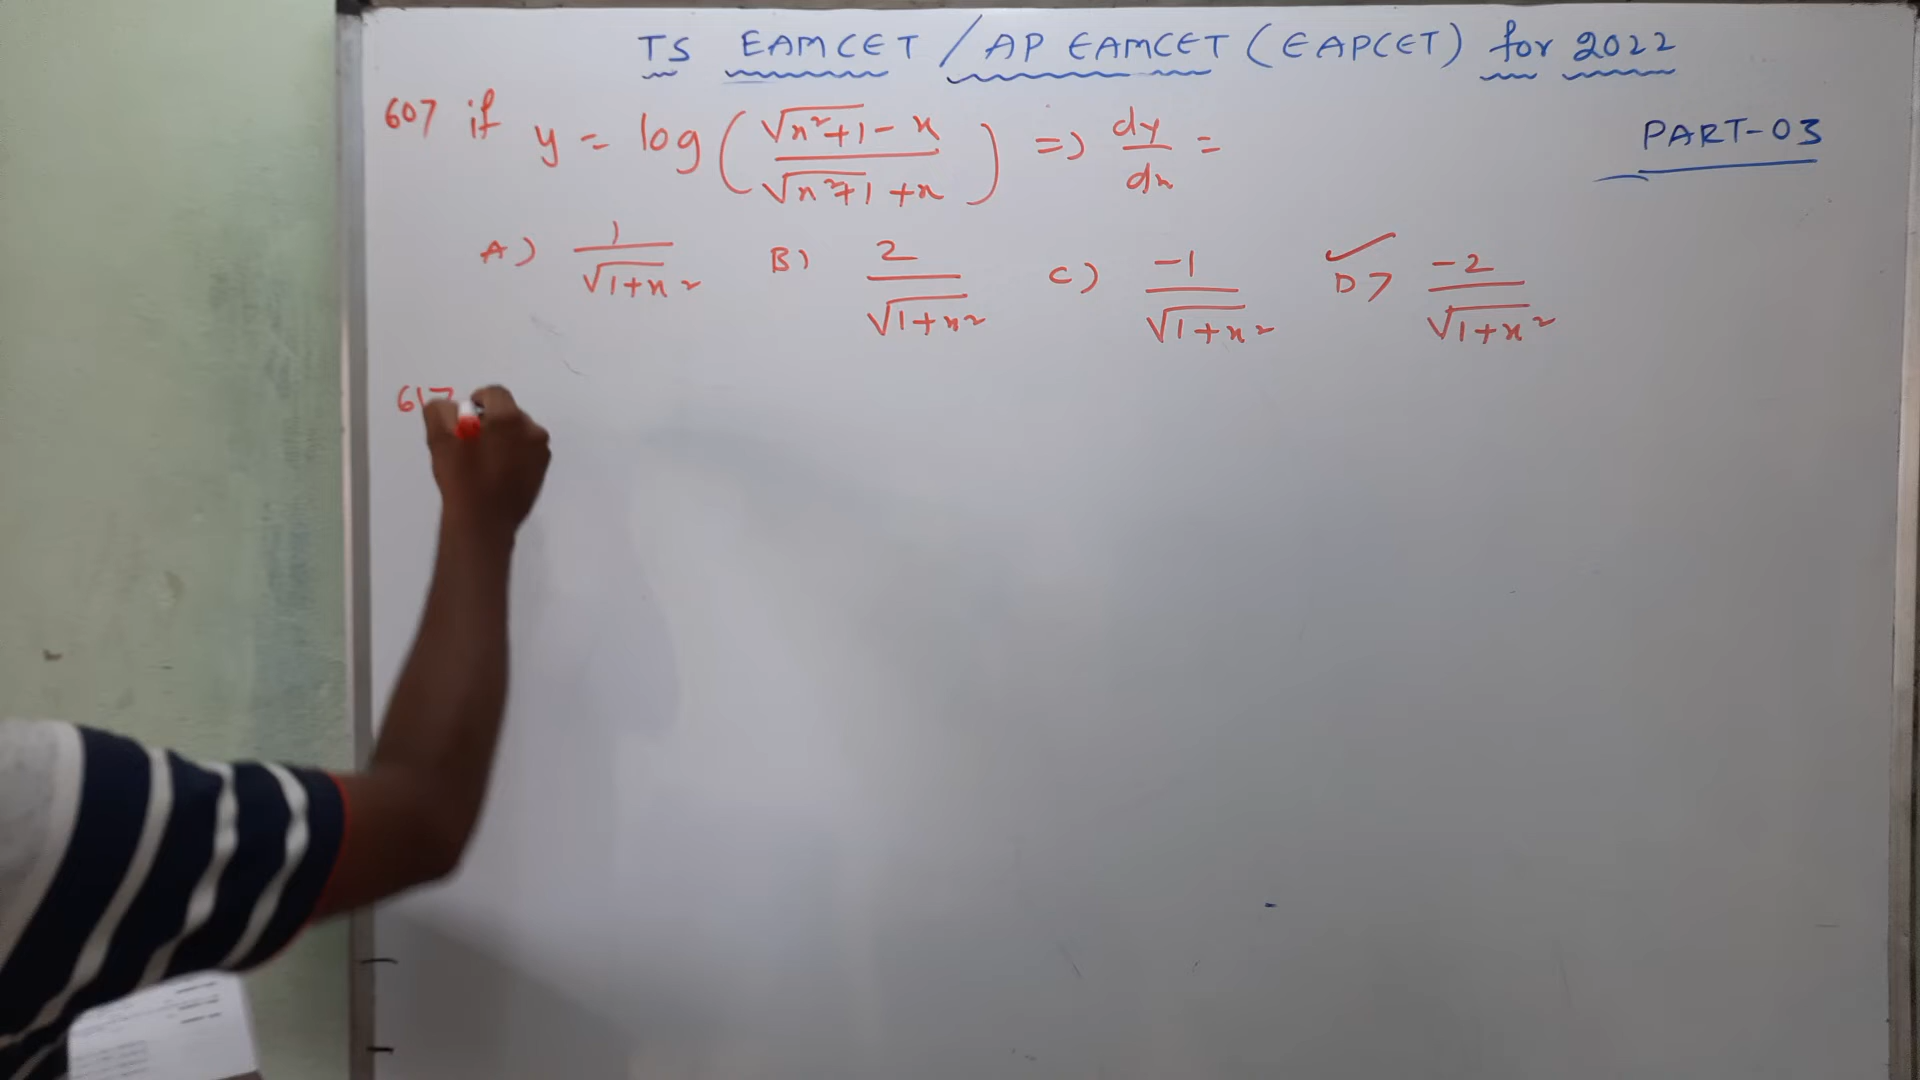 TS EAMCET / AP EAMCET (EAPCET) for 2022
PART-03
607 if y = log ( (√x²+1 - x) / (√x²+1 + x) ) => dy/dx =
A) 1/√1+x² B) 2/√1+x² C) -1/√1+x² ✓ D> -2/√1+x²
617